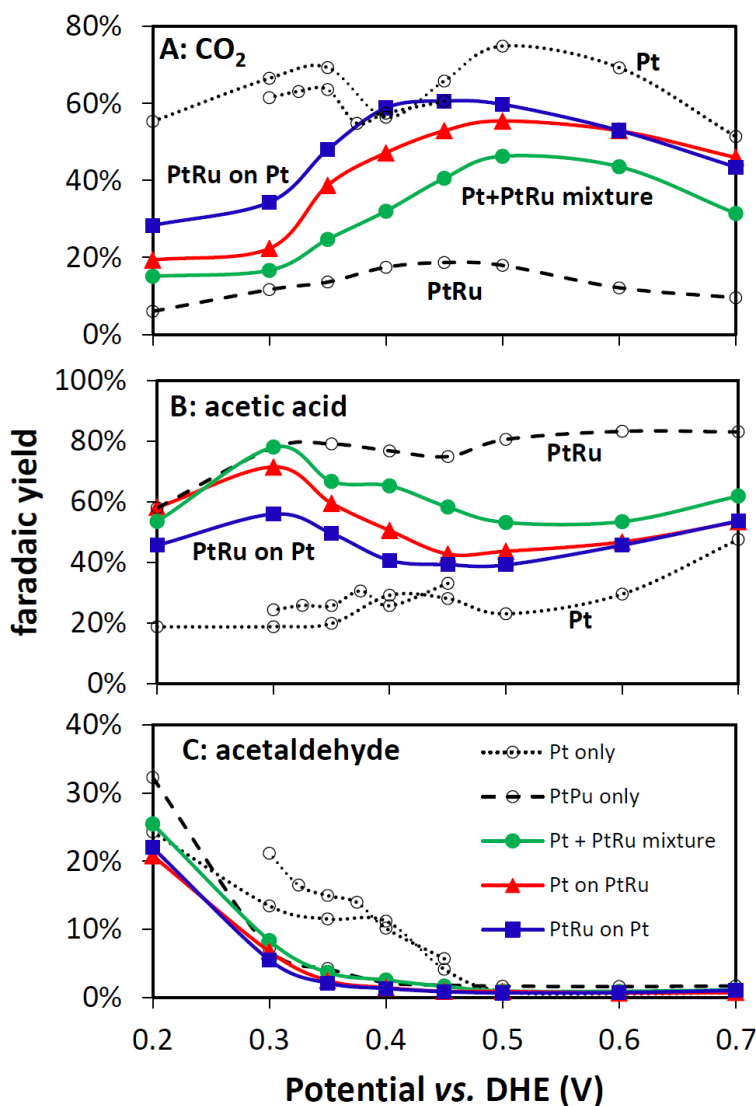 A: CO₂
80%
60%
40%
20%
0%
Pt
PtRu on Pt
Pt+PtRu mixture
PtRu
B: acetic acid
100%
80%
60%
40%
20%
0%
PtRu
PtRu on Pt
Pt
faradaic yield
C: acetaldehyde
40%
30%
20%
10%
0%
Pt only
PtPu only
Pt + PtRu mixture
Pt on PtRu
PtRu on Pt
0.2 0.3 0.4 0.5 0.6 0.7
Potential vs. DHE (V)